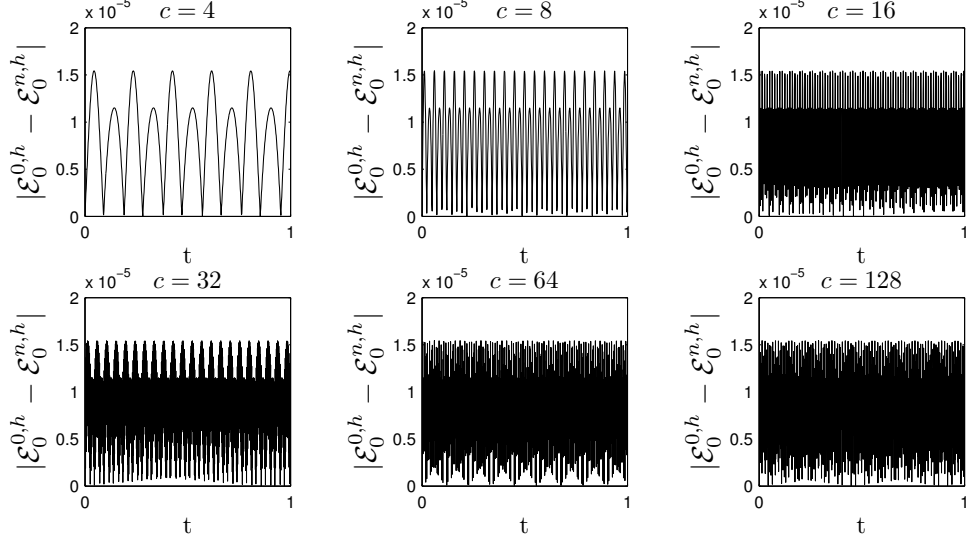 x 10⁻⁵ c = 4
x 10⁻⁵ c = 8
x 10⁻⁵ c = 16
2
1.5
1
0.5
0
0 1
t
|ℰ₀^{0,h} − ℰ₀^{n,h}|
2
1.5
1
0.5
0
0 1
t
|ℰ₀^{0,h} − ℰ₀^{n,h}|
2
1.5
1
0.5
0
0 1
t
|ℰ₀^{0,h} − ℰ₀^{n,h}|
x 10⁻⁵ c = 32
x 10⁻⁵ c = 64
x 10⁻⁵ c = 128
2
1.5
1
0.5
0
0 1
t
|ℰ₀^{0,h} − ℰ₀^{n,h}|
2
1.5
1
0.5
0
0 1
t
|ℰ₀^{0,h} − ℰ₀^{n,h}|
2
1.5
1
0.5
0
0 1
t
|ℰ₀^{0,h} − ℰ₀^{n,h}|